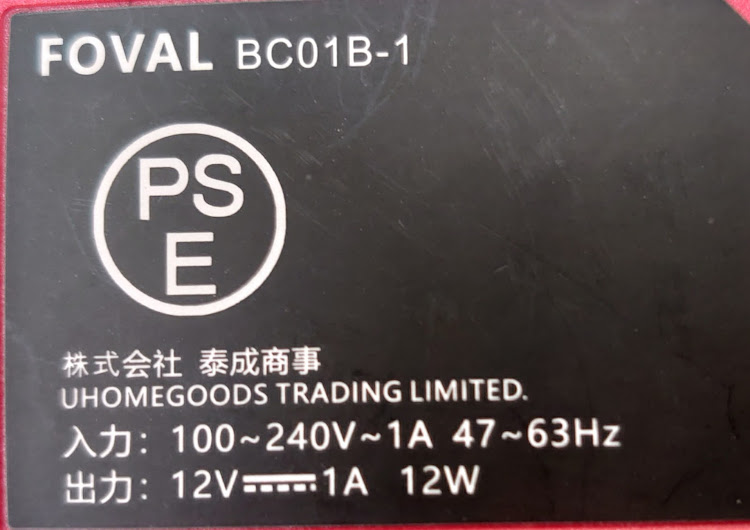 FOVAL BC01B-1
PS
E
株式会社 泰成商事
UHOMEGOODS TRADING LIMITED.
入力：100~240V~1A 47~63Hz
出力：12V⎓1A 12W